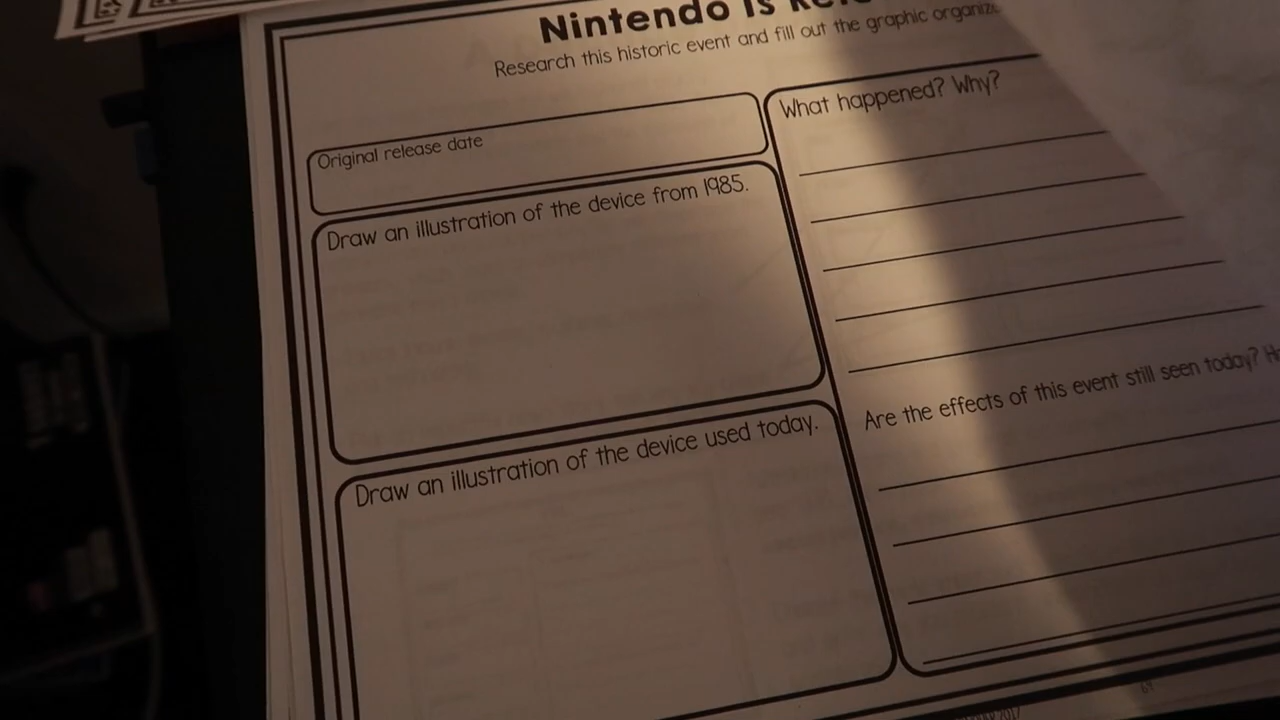 Nintendo is
Research this historic event and fill out the graphic
Original release date
Draw an illustration of the device from 1985.
Draw an illustration of the device used today.
What happened? Why?
Are the effects of this event still seen today?